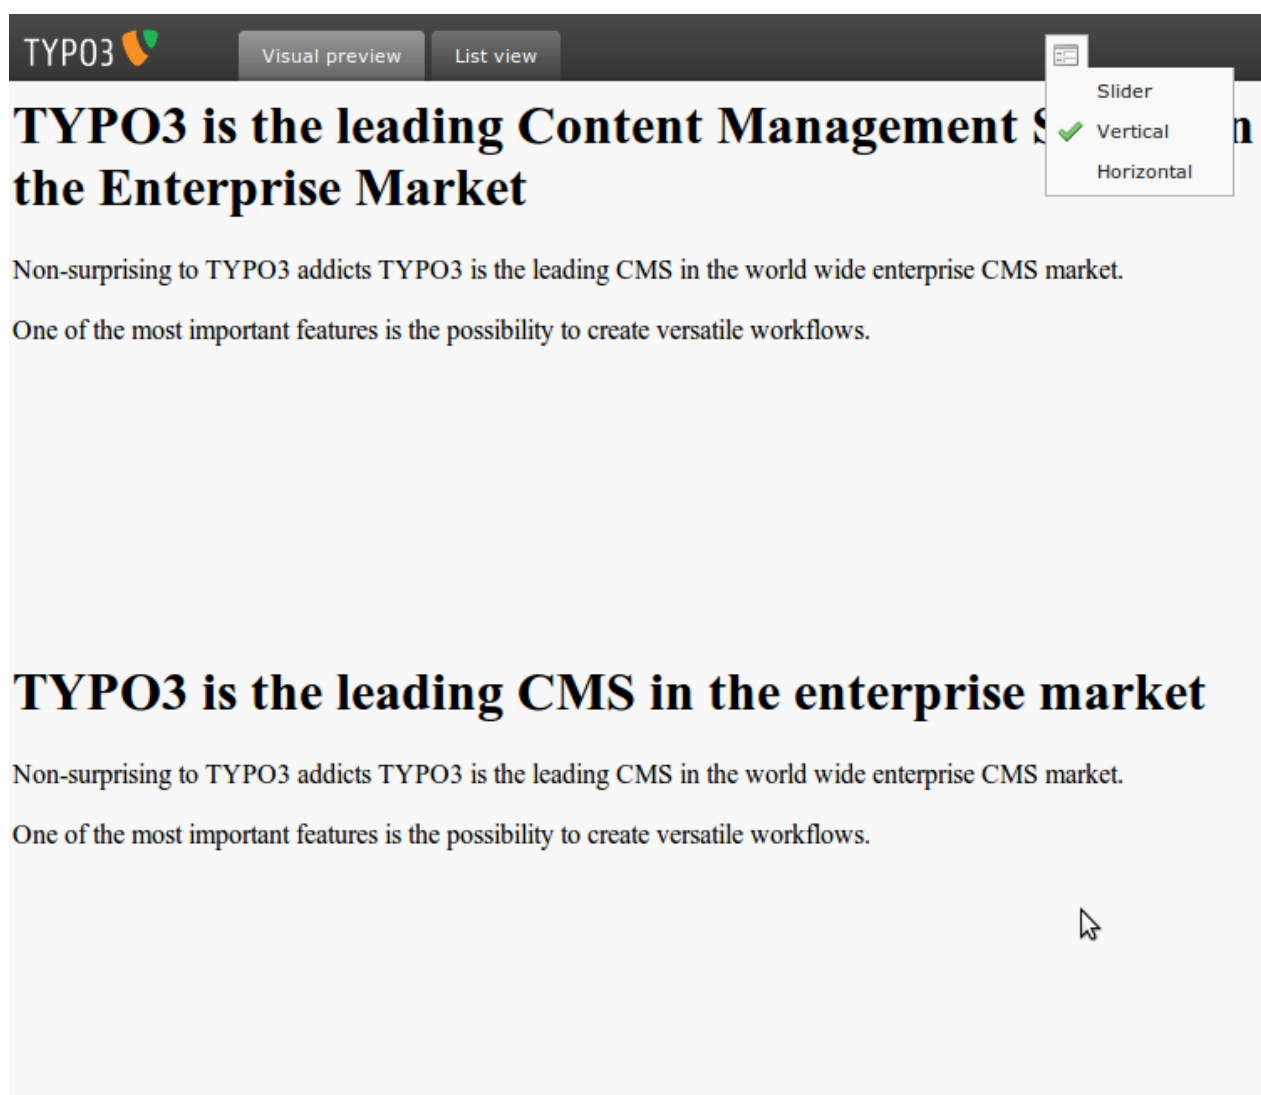 TYPO3
Visual preview
List view
Slider
Vertical
Horizontal
TYPO3 is the leading Content Management
the Enterprise Market
Non-surprising to TYPO3 addicts TYPO3 is the leading CMS in the world wide enterprise CMS market.
One of the most important features is the possibility to create versatile workflows.
TYPO3 is the leading CMS in the enterprise market
Non-surprising to TYPO3 addicts TYPO3 is the leading CMS in the world wide enterprise CMS market.
One of the most important features is the possibility to create versatile workflows.